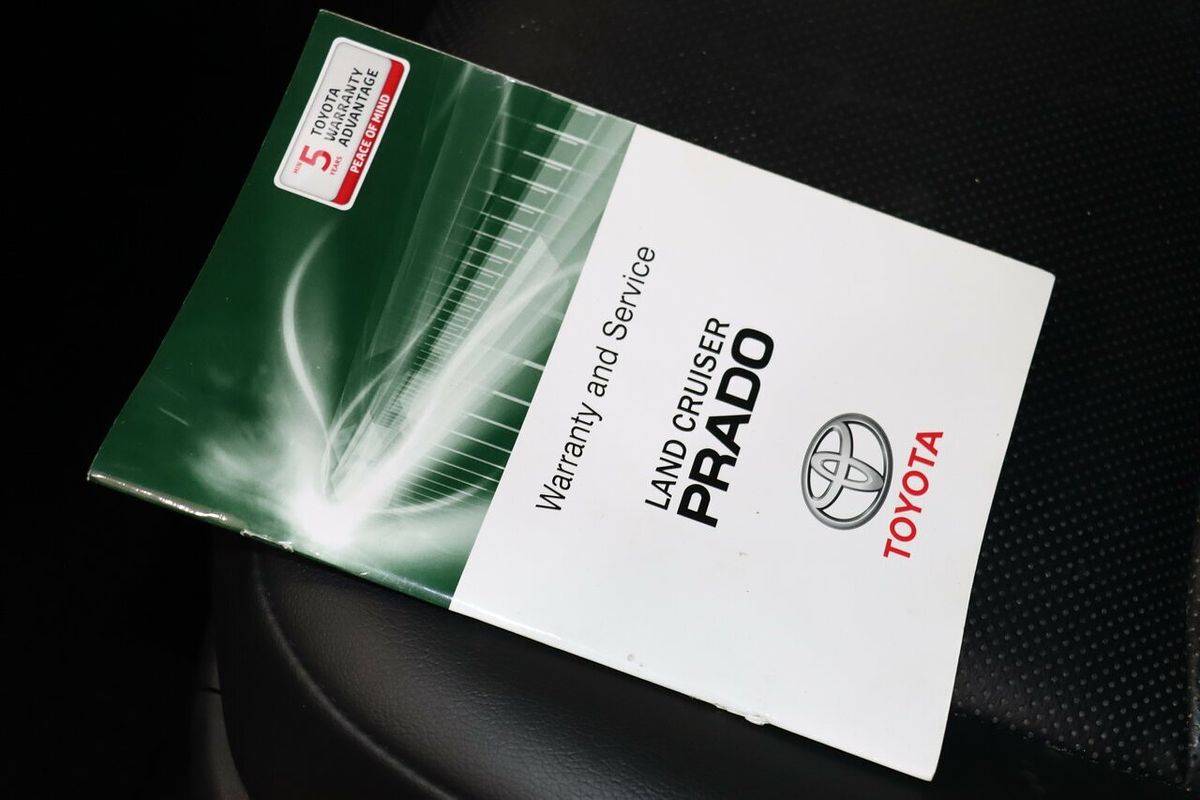 MIN
5
YEARS
TOYOTA
WARRANTY
ADVANTAGE
PEACE OF MIND
Warranty and Service
LAND CRUISER
PRADO
TOYOTA